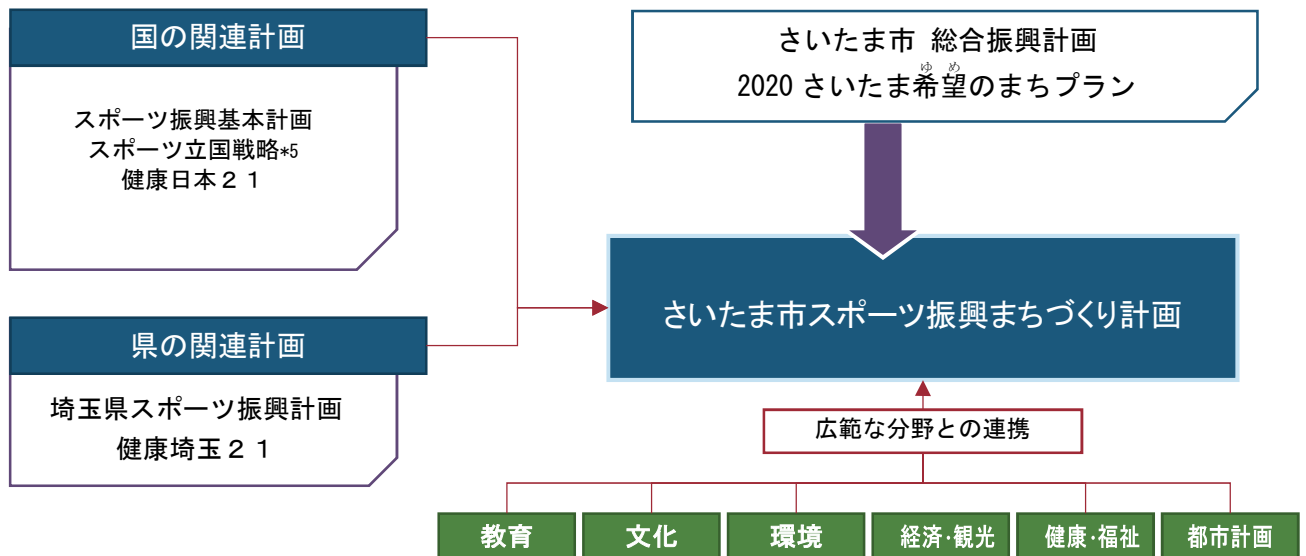 国の関連計画
スポーツ振興基本計画
スポーツ立国戦略*5
健康日本２１
県の関連計画
埼玉県スポーツ振興計画
健康埼玉２１
さいたま市 総合振興計画
ゆめ
2020 さいたま希望のまちプラン
さいたま市スポーツ振興まちづくり計画
広範な分野との連携
教育
文化
環境
経済・観光
健康・福祉
都市計画